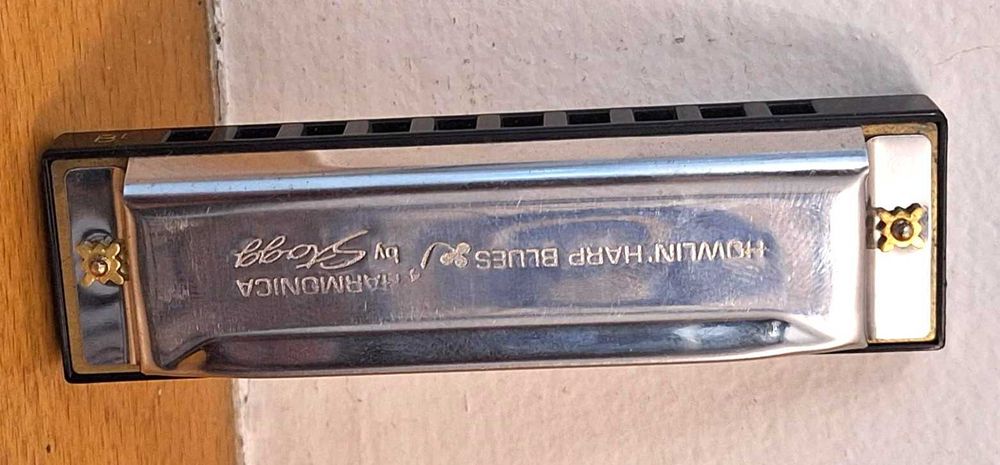 HOWLIN' HARP BLUES
HARMONICA
by Stagg